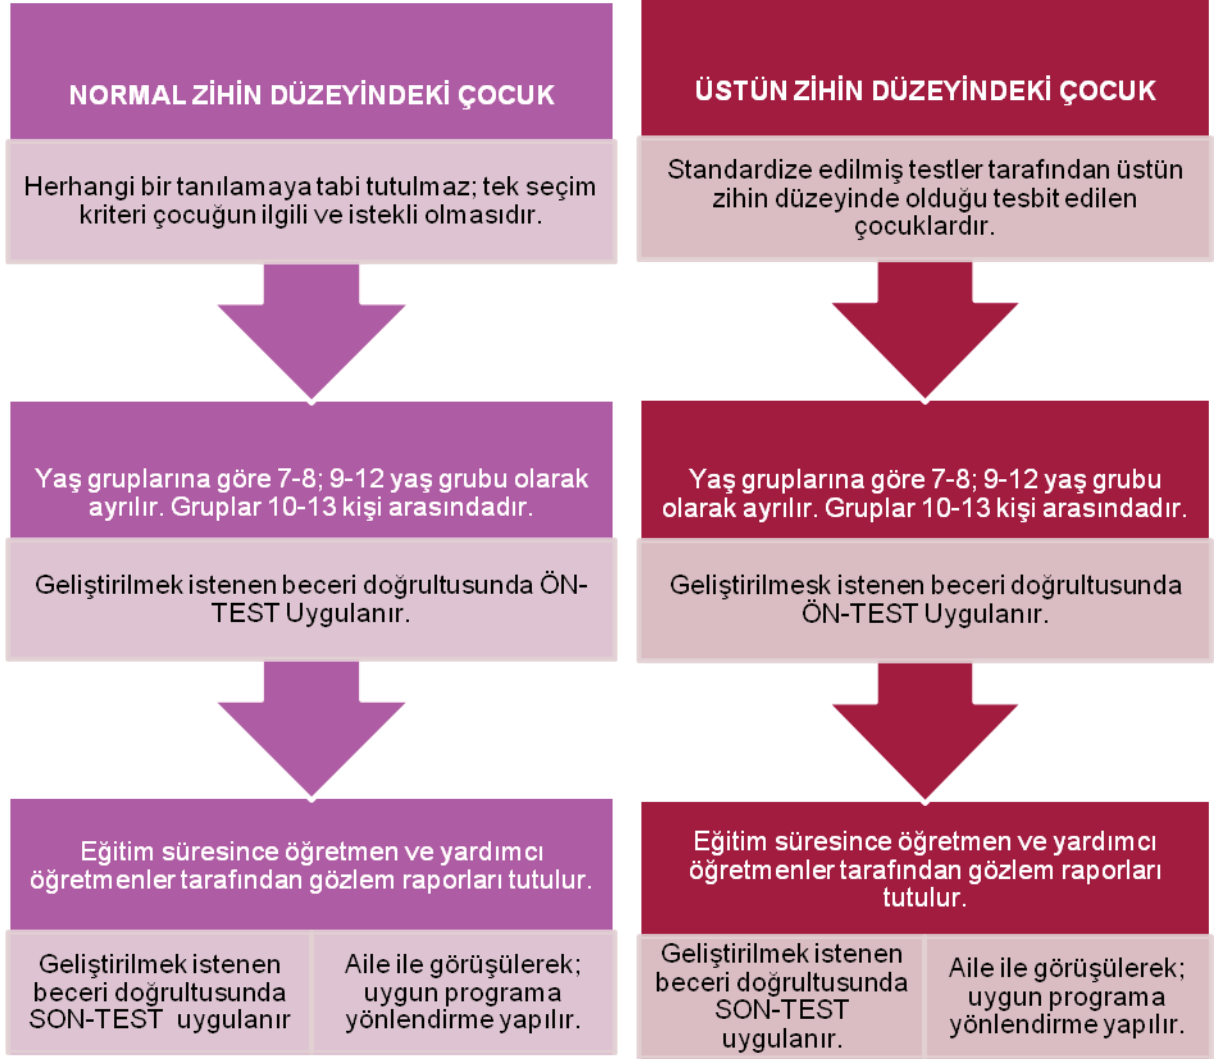 NORMAL ZİHİN DÜZEYİNDEKİ ÇOCUK
Herhangi bir tanılamaya tabi tutulmaz; tek seçim
kriteri çocuğun ilgili ve istekli olmasıdır.
Yaş gruplarına göre 7-8; 9-12 yaş grubu olarak
ayrılır. Gruplar 10-13 kişi arasındadır.
Geliştirilmek istenen beceri doğrultusunda ÖN-
TEST Uygulanır.
Eğitim süresince öğretmen ve yardımcı
öğretmenler tarafından gözlem raporları tutulur.
Geliştirilmek istenen
beceri doğrultusunda
SON-TEST uygulanır
Aile ile görüşülerek;
uygun programa
yönlendirme yapılır.
ÜSTÜN ZİHİN DÜZEYİNDEKİ ÇOCUK
Standardize edilmiş testler tarafından üstün
zihin düzeyinde olduğu tesbit edilen
çocuklardır.
Yaş gruplarına göre 7-8; 9-12 yaş grubu
olarak ayrılır. Gruplar 10-13 kişi arasındadır.
Geliştirilmesk istenen beceri doğrultusunda
ÖN-TEST Uygulanır.
Eğitim süresince öğretmen ve yardımcı
öğretmenler tarafından gözlem raporları
tutulur.
Geliştirilmek istenen
beceri doğrultusunda
SON-TEST
uygulanır.
Aile ile görüşülerek;
uygun programa
yönlendirme yapılır.